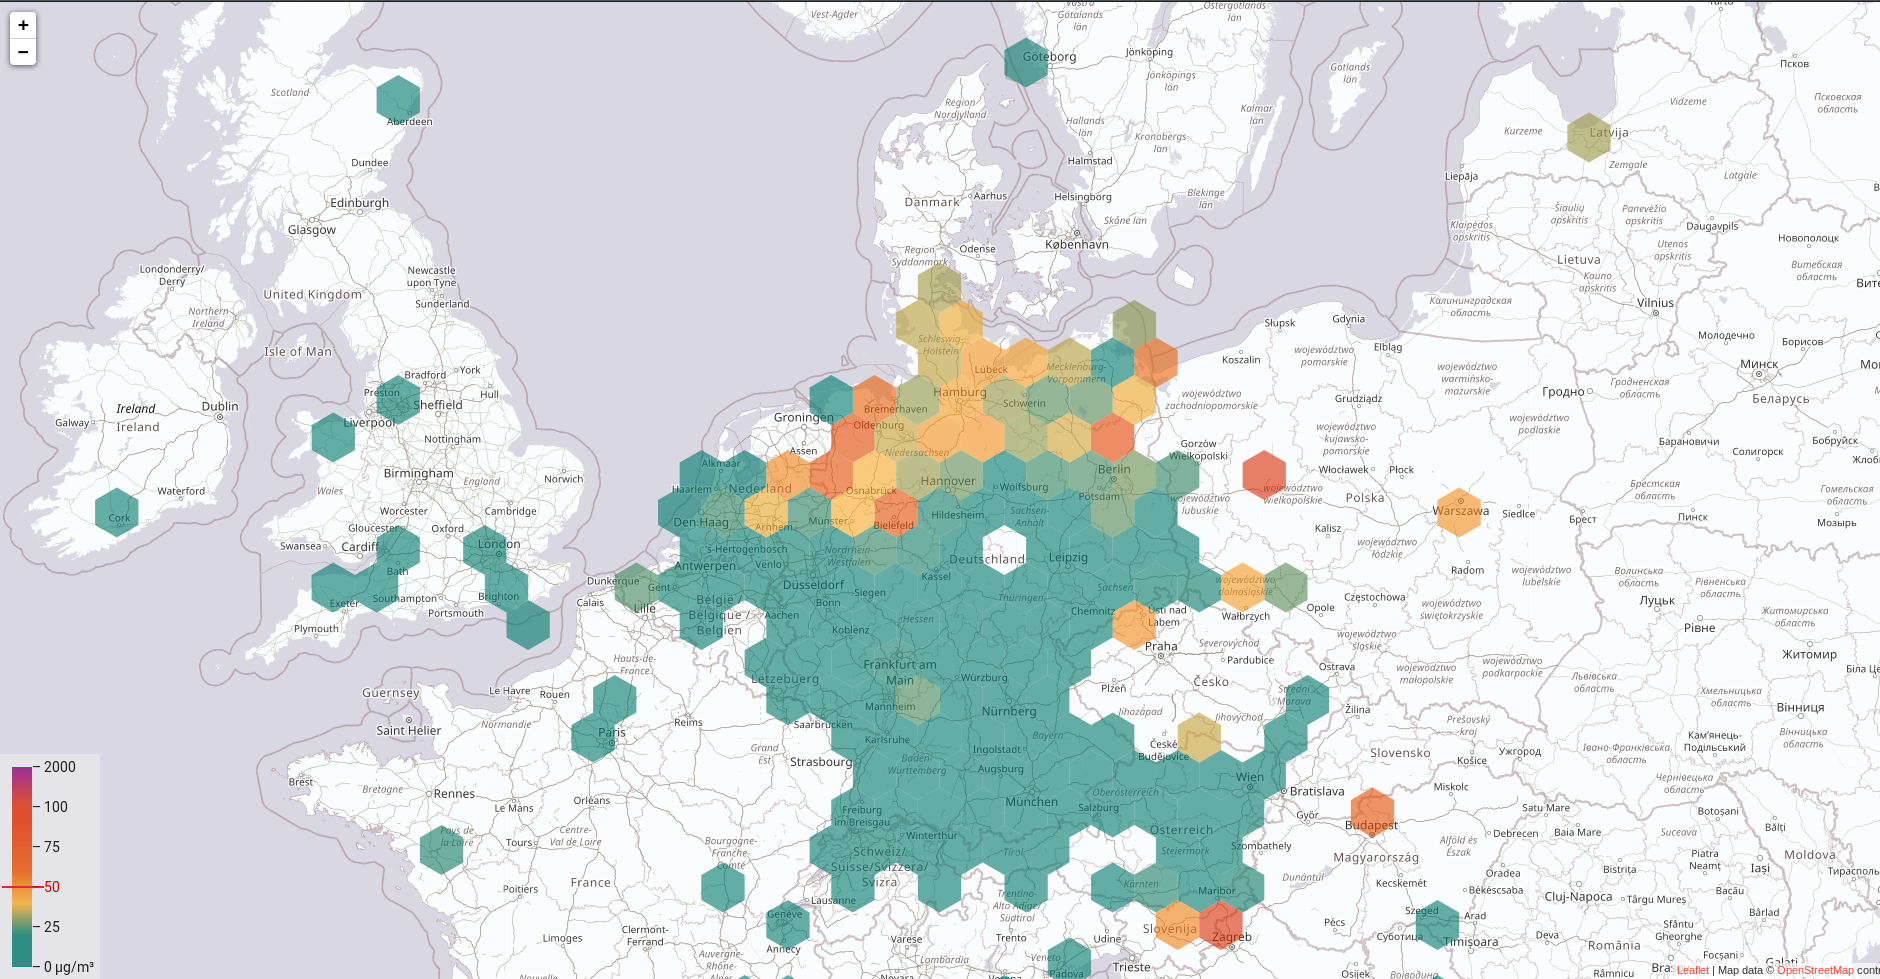 +
−
Vest-Agder
Västra
Götalands
län
Östergötlands
län
Göteborg
Jönköping
Jönköpings
län
Gotlands
län
Tartu
Псков
Псковская
область
Scotland
Aberdeen
Region
Nordjylland
Hallands
län
Kalmar
län
Kronobergs
län
Vidzeme
Kurzeme
Latvija
Zemgale
Latgale
Dundee
Halmstad
Liepāja
Edinburgh
Danmark
Aarhus
Helsingborg
Blekinge
län
Skåne län
Šiaulių
apskritis
Panevėžio
apskritis
Klaipėdos
apskritis
Daugavpils
Glasgow
Region
Syddanmark
Odense
København
Utenos
apskritis
Новополоцк
Londonderry/
Derry
Newcastle
upon Tyne
Lietuva
Kauno
apskritis
Витебская
область
United Kingdom
Sunderland
Калининградская
область
Vilnius
Northern
Ireland
Słupsk
Gdynia
Isle of Man
Schleswig-
Holstein
Koszalin
Elbląg
województwo
pomorskie
Молодечно
Борисов
Bradford
York
Lübeck
Mecklenburg-
Vorpommern
województwo
warmińsko-
mazurskie
Минск
Preston
Hull
Hamburg
Schwerin
województwo
zachodniopomorskie
Grudziądz
Гродно
Гродненская
область
Беларусь
Ireland
Ireland
Dublin
Sheffield
Bremerhaven
Galway
Liverpool
Groningen
Oldenburg
województwo
kujawsko-
pomorskie
województwo
podlaskie
Барановичи
Бобруйск
Nottingham
Assen
Niedersachsen
Gorzów
Wielkopolski
Солигорск
Birmingham
England
Norwich
Alkmaar
Haarlem
Nederland
Osnabrück
Hannover
Wolfsburg
Berlin
Potsdam
Włocławek
Płock
Waterford
Wales
województwo
wielkopolskie
Polska
Брестская
область
Гомельская
область
Cork
Worcester
Cambridge
Den Haag
Arnhem
Münster
Bielefeld
Hildesheim
Sachsen-
Anhalt
województwo
lubuskie
Kalisz
Warszawa
Siedlce
Брест
Пинск
Мозырь
Gloucester
Oxford
Swansea
Cardiff
London
's-Hertogenbosch
Antwerpen
Venlo
Nordrhein-
Westfalen
Deutschland
Leipzig
województwo
łódzkie
Bath
Dunkerque
Calais
Gent
Düsseldorf
Kassel
Radom
województwo
lubelskie
Волинська
область
Рівненська
область
Exeter
Southampton
Brighton
Portsmouth
Lille
België
Belgique /
Belgien
Aachen
Bonn
Siegen
Thüringen
Sachsen
Chemnitz
województwo
dolnośląskie
Wałbrzych
Opole
Częstochowa
Луцьк
Житомирська
область
Plymouth
Koblenz
Hessen
Ústí nad
Labem
województwo
świętokrzyskie
Рівне
Житомир
Hauts-de-
France
Praha
Severovýchod
Pardubice
Ostrava
województwo
śląskie
województwo
małopolskie
województwo
podkarpackie
Львівська
область
Хмельницька
область
Guernsey
Le Havre
Rouen
Lëtzebuerg
Frankfurt am
Main
Würzburg
Plzeň
Česko
Střední
Morava
Žilina
Вінниця
Saint Helier
Normandie
Reims
Mannheim
Nürnberg
Saarbrücken
Jihozápad
Jihovýchod
Prešovský
kraj
Кам'янець-
Подільський
Вінницька
область
Paris
Grand
Est
Strasbourg
Karlsruhe
Ingolstadt
Bayern
České
Budějovice
Slovensko
Košice
Ужгород
Івано-Франківська
область
Чернівецька
область
Brest
Bretagne
Rennes
Le Mans
Orléans
Baden
Württemberg
Augsburg
München
Wien
Oberösterreich
Salzburg
Bratislava
Győr
Miskolc
Satu Mare
Botoșani
Pays de
la Loire
Tours
Centre-
Val de Loire
Bourgogne-
Franche-
Comté
Freiburg
im Breisgau
Winterthur
Österreich
Steiermark
Szombathely
Budapest
Debrecen
Baia Mare
Suceava
Bălți
Schweiz/
Suisse/Svizzera/
Svizra
Tirol
Magyarország
Alföld és
Észak
Piatra
Neamț
Iași
Moldova
Poitiers
France
Lausanne
Trentino-
Alto Adige/
Südtirol
Kärnten
Maribor
Dunántúl
Kecskemét
Békéscsaba
Oradea
Cluj-Napoca
Bistrița
Bacău
Târgu Mureș
Bârlad
Limoges
Clermont-
Ferrand
Genève
Annecy
Varese
Trento
Udine
Slovenija
Zagreb
Pécs
Szeged
Суботица
Arad
Timișoara
Deva
România
Sfântu
Gheorghe
Focșani
Galați
Auvergne-
Rhône-
Lombardia
Veneto
Padova
Trieste
Osijek
Râmnicu
2000
100
75
50
25
0 µg/m³
Leaflet | Map data © OpenStreetMap contri